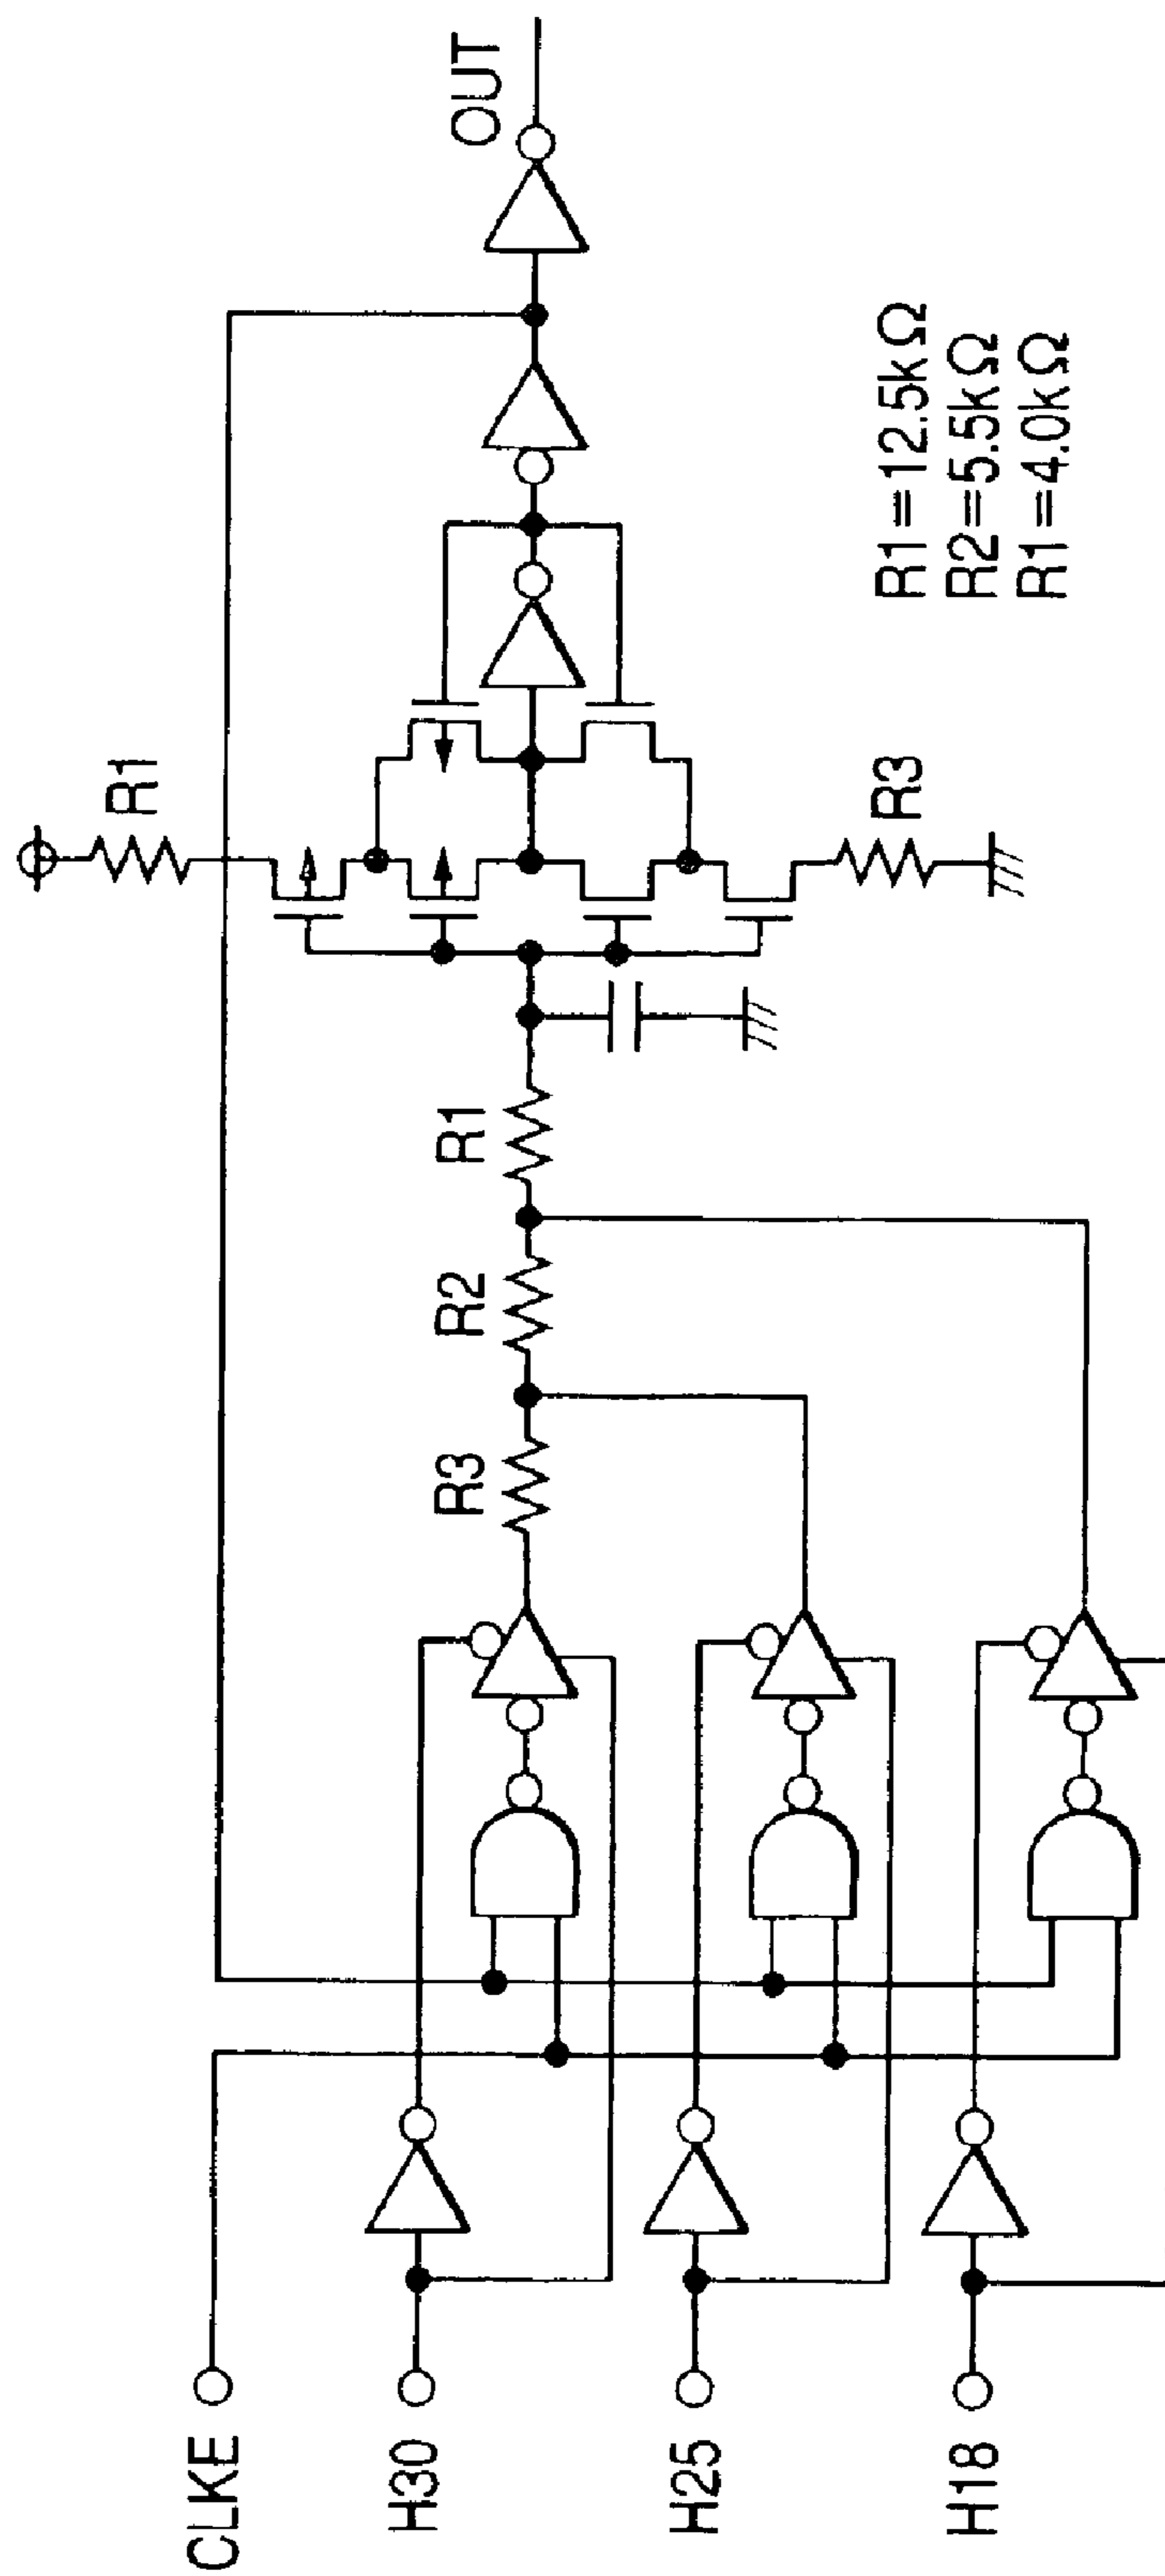 CLKE
H30
H25
H18
R3
R2
R1
R1
R3
OUT
R1=12.5kΩ
R2=5.5kΩ
R1=4.0kΩ